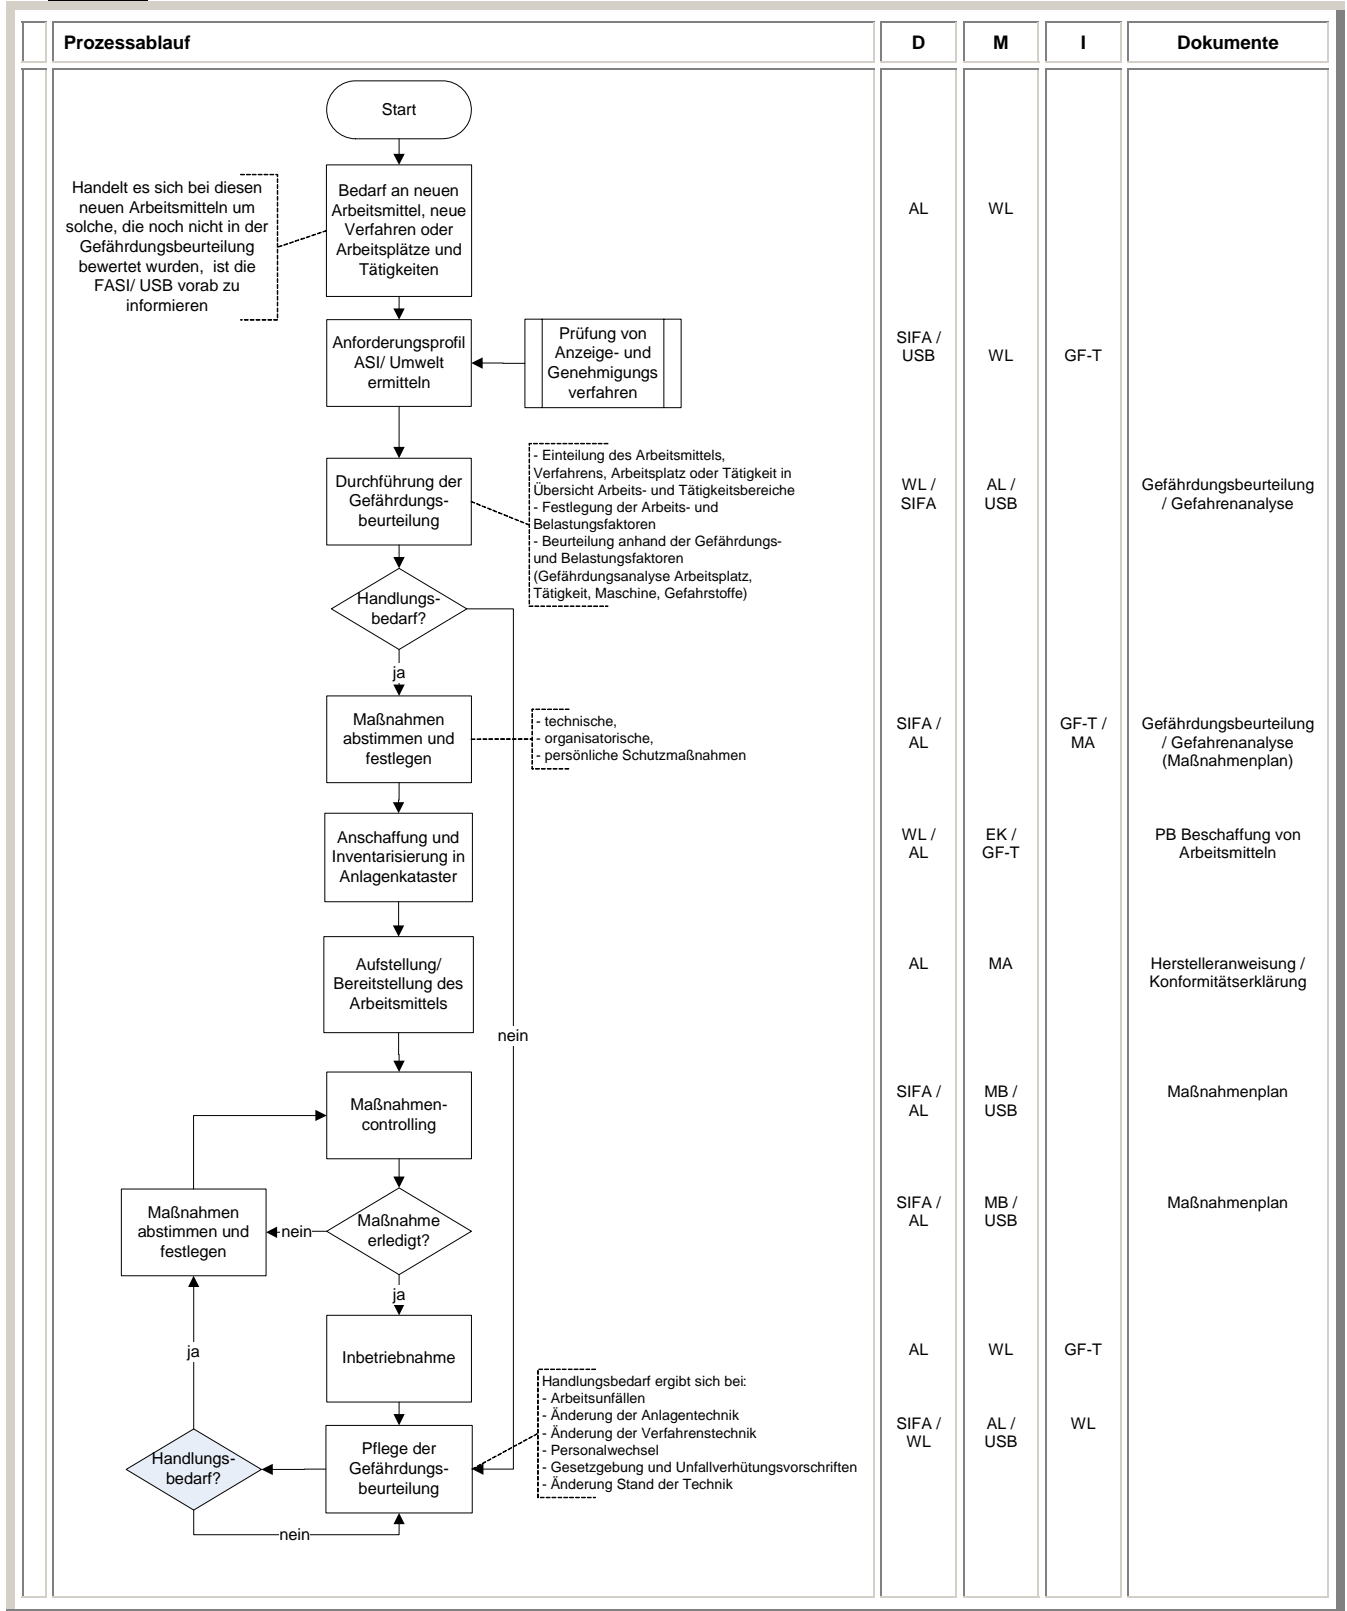 Prozessablauf
D
M
I
Dokumente
Start
Handelt es sich bei diesen
neuen Arbeitsmitteln um
solche, die noch nicht in der
Gefährdungsbeurteilung
bewertet wurden, ist die
FASI/ USB vorab zu
informieren
Bedarf an neuen
Arbeitsmittel, neue
Verfahren oder
Arbeitsplätze und
Tätigkeiten
AL
WL
Anforderungsprofil
ASI/ Umwelt
ermitteln
Prüfung von
Anzeige- und
Genehmigungs
verfahren
SIFA /
USB
WL
GF-T
Durchführung der
Gefährdungs-
beurteilung
- Einteilung des Arbeitsmittels,
Verfahrens, Arbeitsplatz oder Tätigkeit in
Übersicht Arbeits- und Tätigkeitsbereiche
- Festlegung der Arbeits- und
Belastungsfaktoren
- Beurteilung anhand der Gefährdungs-
und Belastungsfaktoren
(Gefährdungsanalyse Arbeitsplatz,
Tätigkeit, Maschine, Gefahrstoffe)
WL /
SIFA
AL /
USB
Gefährdungsbeurteilung
/ Gefahrenanalyse
Handlungs-
bedarf?
ja
Maßnahmen
abstimmen und
festlegen
- technische,
- organisatorische,
- persönliche Schutzmaßnahmen
SIFA /
AL
GF-T /
MA
Gefährdungsbeurteilung
/ Gefahrenanalyse
(Maßnahmenplan)
Anschaffung und
Inventarisierung in
Anlagenkataster
WL /
AL
EK /
GF-T
PB Beschaffung von
Arbeitsmitteln
Aufstellung/
Bereitstellung des
Arbeitsmittels
AL
MA
Herstelleranweisung /
Konformitätserklärung
nein
Maßnahmen-
controlling
SIFA /
AL
MB /
USB
Maßnahmenplan
Maßnahmen
abstimmen und
festlegen
nein
Maßnahme
erledigt?
SIFA /
AL
MB /
USB
Maßnahmenplan
ja
ja
Inbetriebnahme
AL
WL
GF-T
Handlungsbedarf ergibt sich bei:
- Arbeitsunfällen
- Änderung der Anlagentechnik
- Änderung der Verfahrenstechnik
- Personalwechsel
- Gesetzgebung und Unfallverhütungsvorschriften
- Änderung Stand der Technik
Handlungs-
bedarf?
Pflege der
Gefährdungs-
beurteilung
SIFA /
WL
AL /
USB
WL
nein